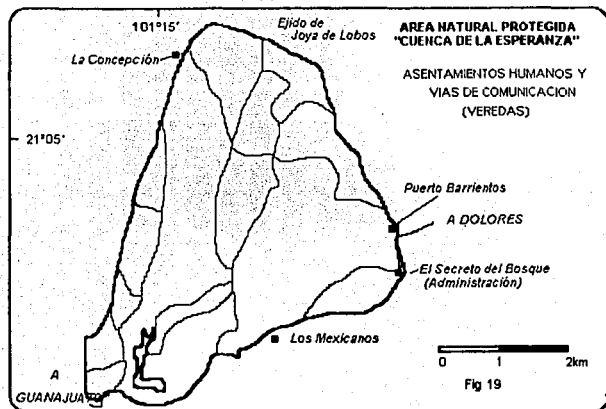 101°15'
Ejido de
Joya de Lobos
AREA NATURAL PROTEGIDA
"CUENCA DE LA ESPERANZA"
La Concepción
ASENTAMIENTOS HUMANOS Y
VIAS DE COMUNICACION
(VEREDAS)
21°05'
Puerto Barrientos
A DOLORES
El Secreto del Bosque
(Administración)
Los Mexicanos
A
GUANAJUATO
0 1 2km
Fig 19